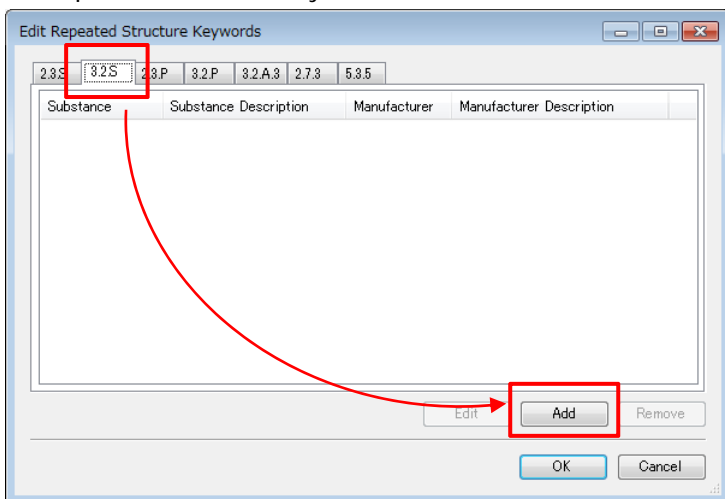 Edit Repeated Structure Keywords
2.3.S 3.2.S 2.3.P 3.2.P 3.2.A.3 2.7.3 5.3.5
Substance Substance Description Manufacturer Manufacturer Description
Edit Add Remove
OK Cancel